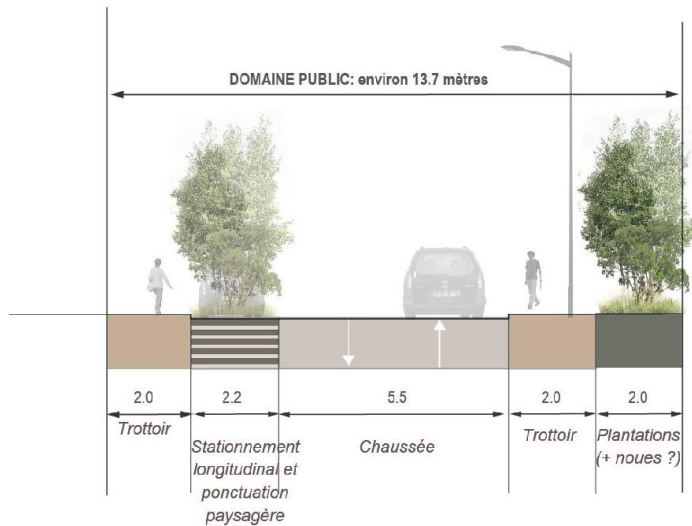 DOMAINE PUBLIC: environ 13.7 mètres
2.0
2.2
5.5
2.0
2.0
Trottoir
Stationnement
longitudinal et
ponctuation
paysagère
Chaussée
Trottoir
Plantations
(+ noues ?)